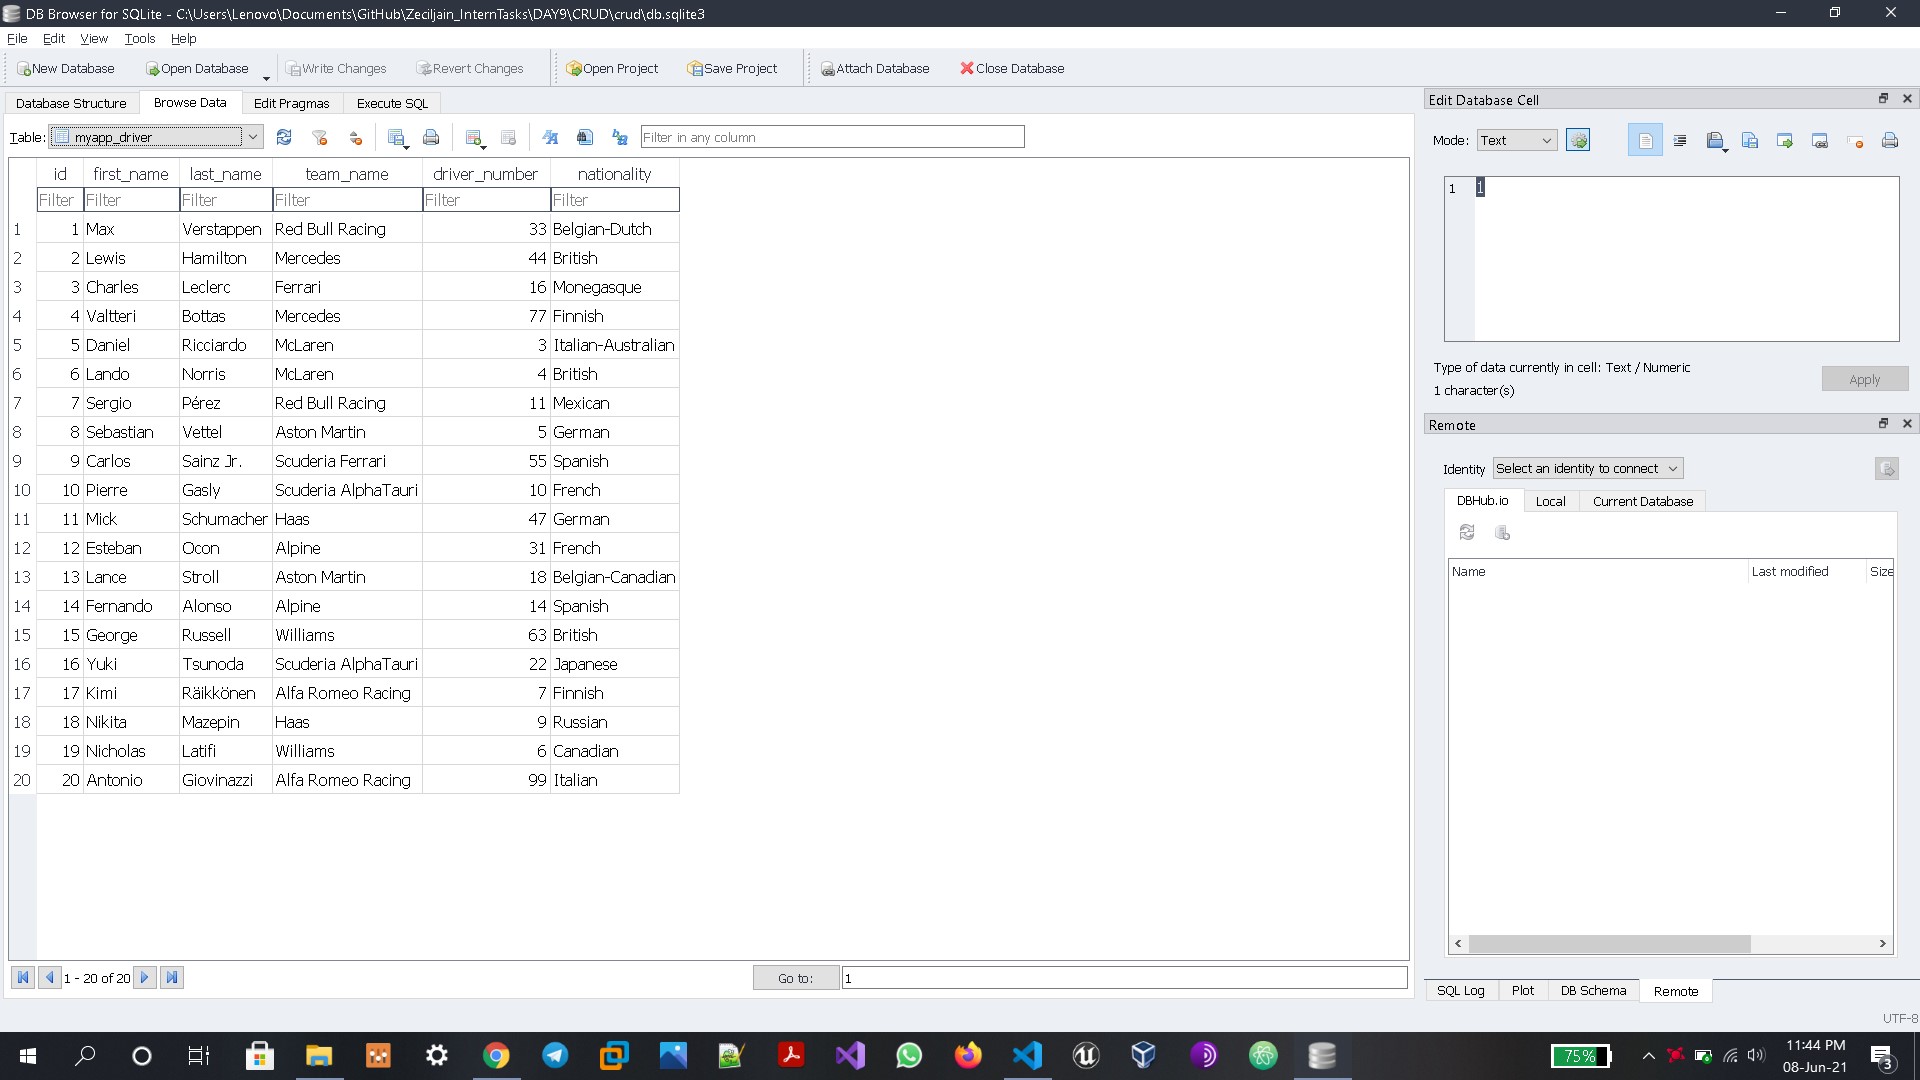 DB Browser for SQLite - C:\Users\Lenovo\Documents\GitHub\Zeciljain_InternTasks\DAY9\CRUD\crud\db.sqlite3
File Edit View Tools Help
New Database Open Database Write Changes Revert Changes Open Project Save Project Attach Database Close Database
Database Structure Browse Data Edit Pragmas Execute SQL
Table: myapp_driver Filter in any column
id first_name last_name team_name driver_number nationality
Filter Filter Filter Filter Filter Filter
1 1 Max Verstappen Red Bull Racing 33 Belgian-Dutch
2 2 Lewis Hamilton Mercedes 44 British
3 3 Charles Leclerc Ferrari 16 Monegasque
4 4 Valtteri Bottas Mercedes 77 Finnish
5 5 Daniel Ricciardo McLaren 3 Italian-Australian
6 6 Lando Norris McLaren 4 British
7 7 Sergio Pérez Red Bull Racing 11 Mexican
8 8 Sebastian Vettel Aston Martin 5 German
9 9 Carlos Sainz Jr. Scuderia Ferrari 55 Spanish
10 10 Pierre Gasly Scuderia AlphaTauri 10 French
11 11 Mick Schumacher Haas 47 German
12 12 Esteban Ocon Alpine 31 French
13 13 Lance Stroll Aston Martin 18 Belgian-Canadian
14 14 Fernando Alonso Alpine 14 Spanish
15 15 George Russell Williams 63 British
16 16 Yuki Tsunoda Scuderia AlphaTauri 22 Japanese
17 17 Kimi Räikkönen Alfa Romeo Racing 7 Finnish
18 18 Nikita Mazepin Haas 9 Russian
19 19 Nicholas Latifi Williams 6 Canadian
20 20 Antonio Giovinazzi Alfa Romeo Racing 99 Italian
1 - 20 of 20 Go to: 1
Edit Database Cell
Mode: Text
1 1
Type of data currently in cell: Text / Numeric
1 character(s)
Apply
Remote
Identity Select an identity to connect
DBHub.io Local Current Database
Name Last modified Size
SQL Log Plot DB Schema Remote
UTF-8
75% 11:44 PM
08-Jun-21 3